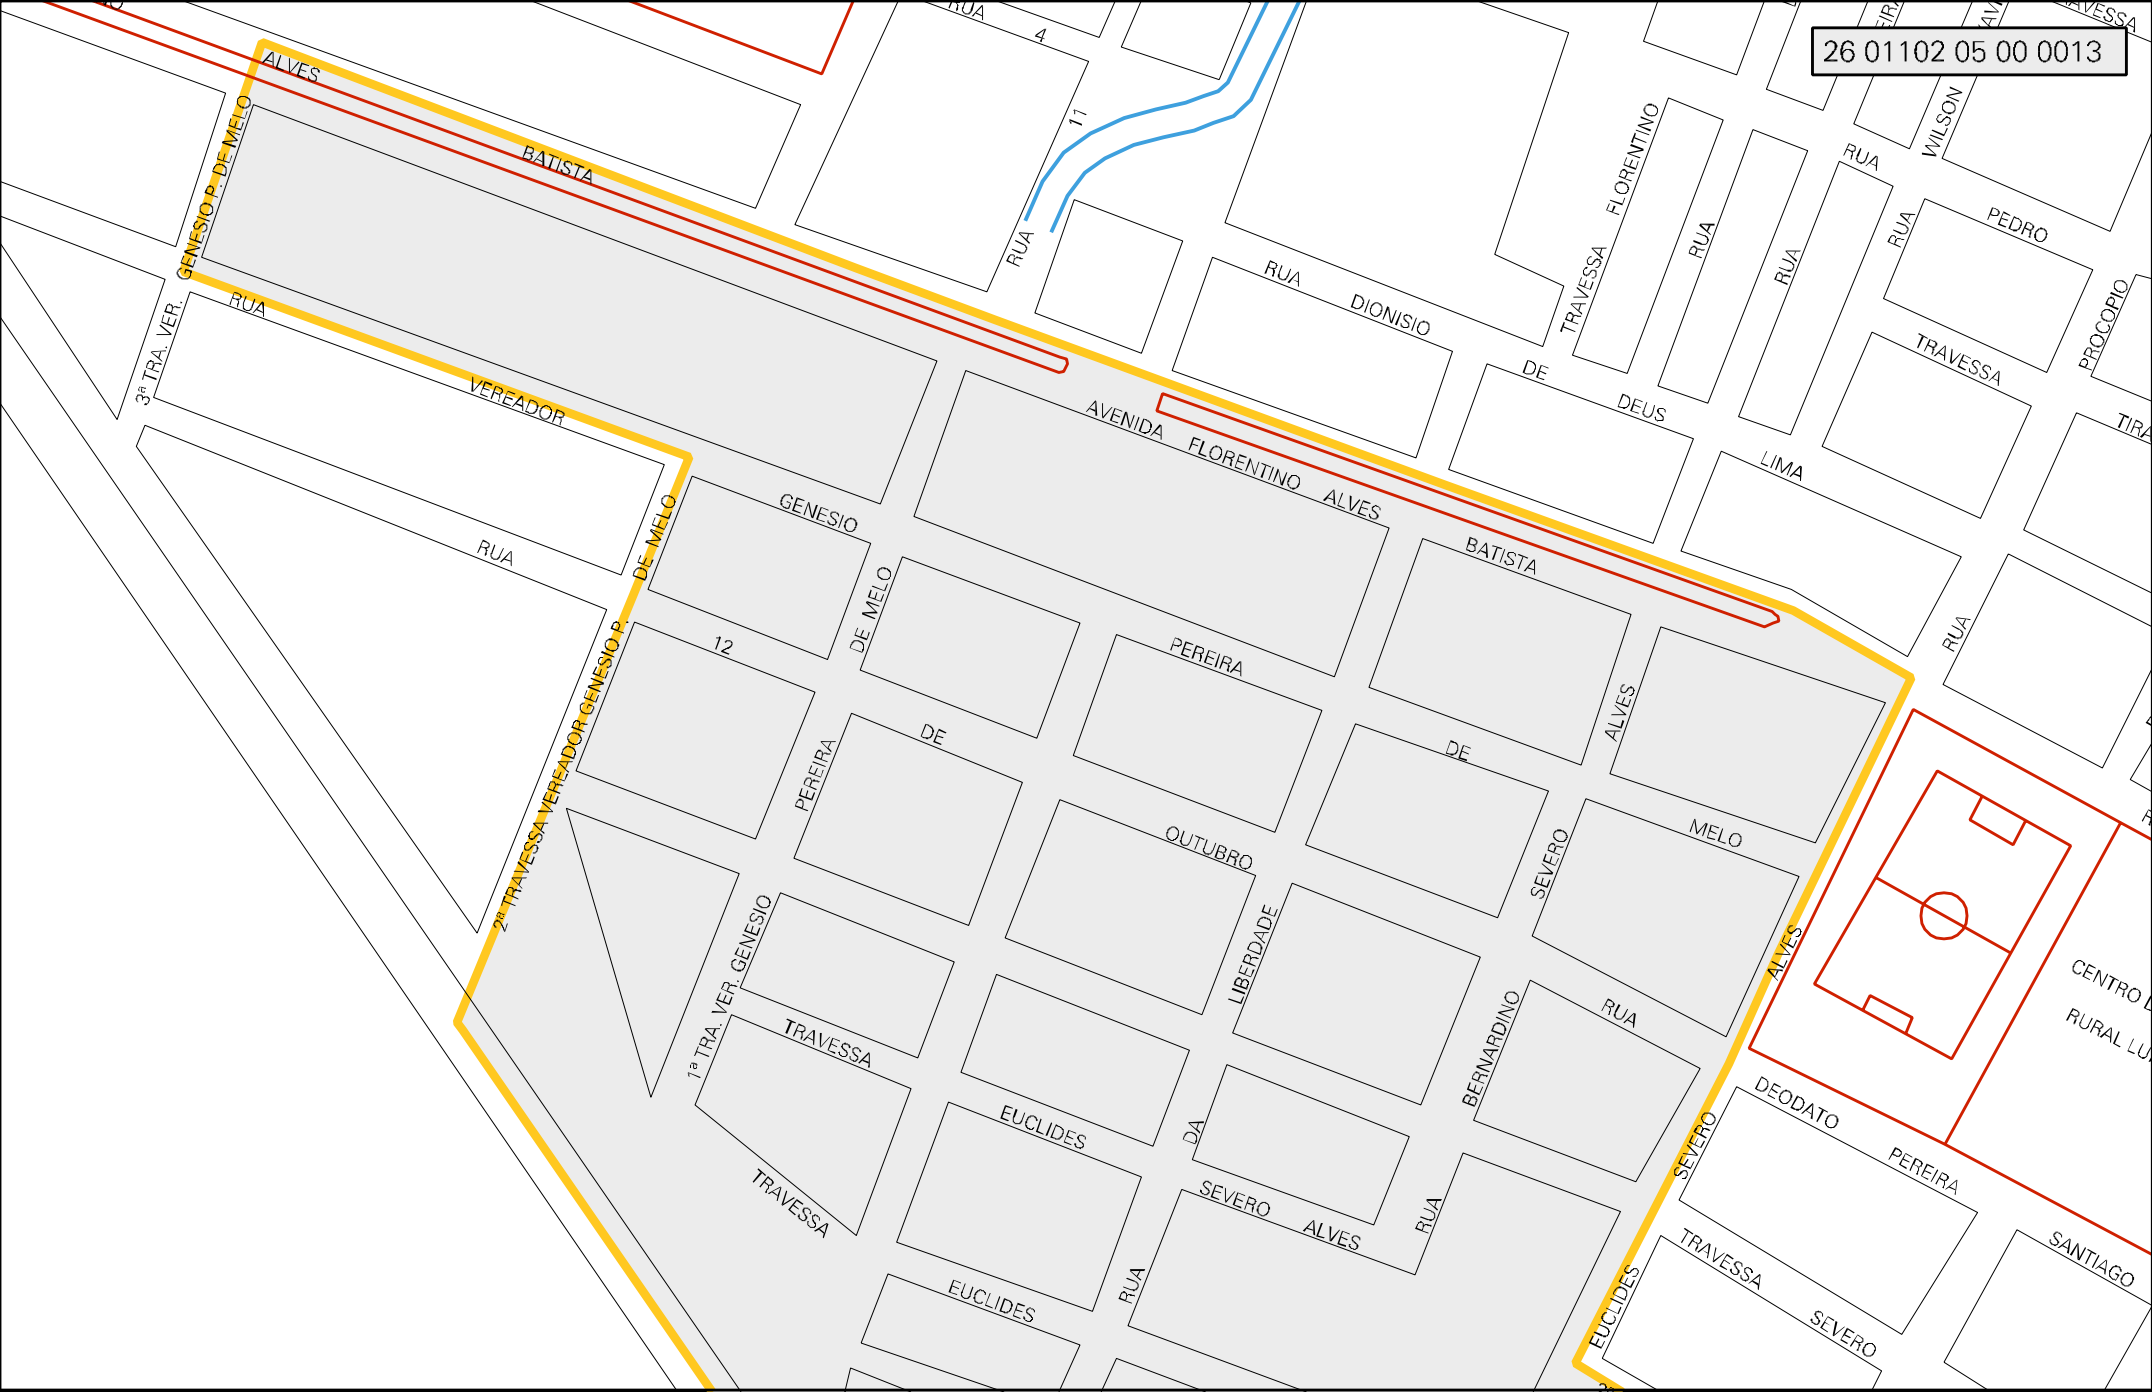 RUA
4
26 01102 05 00 0013
ALVES
BATISTA
11
RUA
GENESIO P. DE MELO
3ª TRA. VER.
RUA
VEREADOR
RUA
DIONISIO
DE
DEUS
LIMA
TRAVESSA
FLORENTINO
RUA
RUA
WILSON
RUA
PEDRO
RUA
TRAVESSA
PROCOPIO
RUA
AVENIDA
FLORENTINO
ALVES
BATISTA
GENESIO
PEREIRA
DE
MELO
RUA
DE MELO
2ª TRAVESSA VEREADOR GENESIO P.
12
DE
OUTUBRO
DE MELO
PEREIRA
1ª TRA. VER. GENESIO
ALVES
SEVERO
BERNARDINO
RUA
LIBERDADE
DA
RUA
TRAVESSA
EUCLIDES
SEVERO
ALVES
TRAVESSA
EUCLIDES
RUA
DEODATO
PEREIRA
SANTIAGO
ALVES
SEVERO
EUCLIDES
TRAVESSA
SEVERO
CENTRO
RURAL